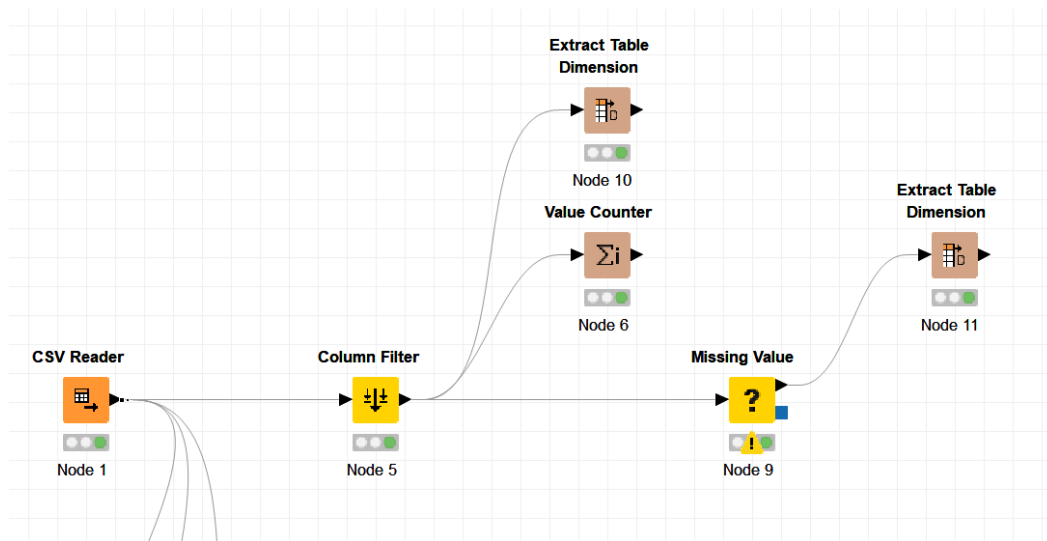 Extract Table
Dimension
Node 10
Extract Table
Dimension
Value Counter
Σi
Node 6
Node 11
CSV Reader
Column Filter
Missing Value
?
!
Node 1
Node 5
Node 9